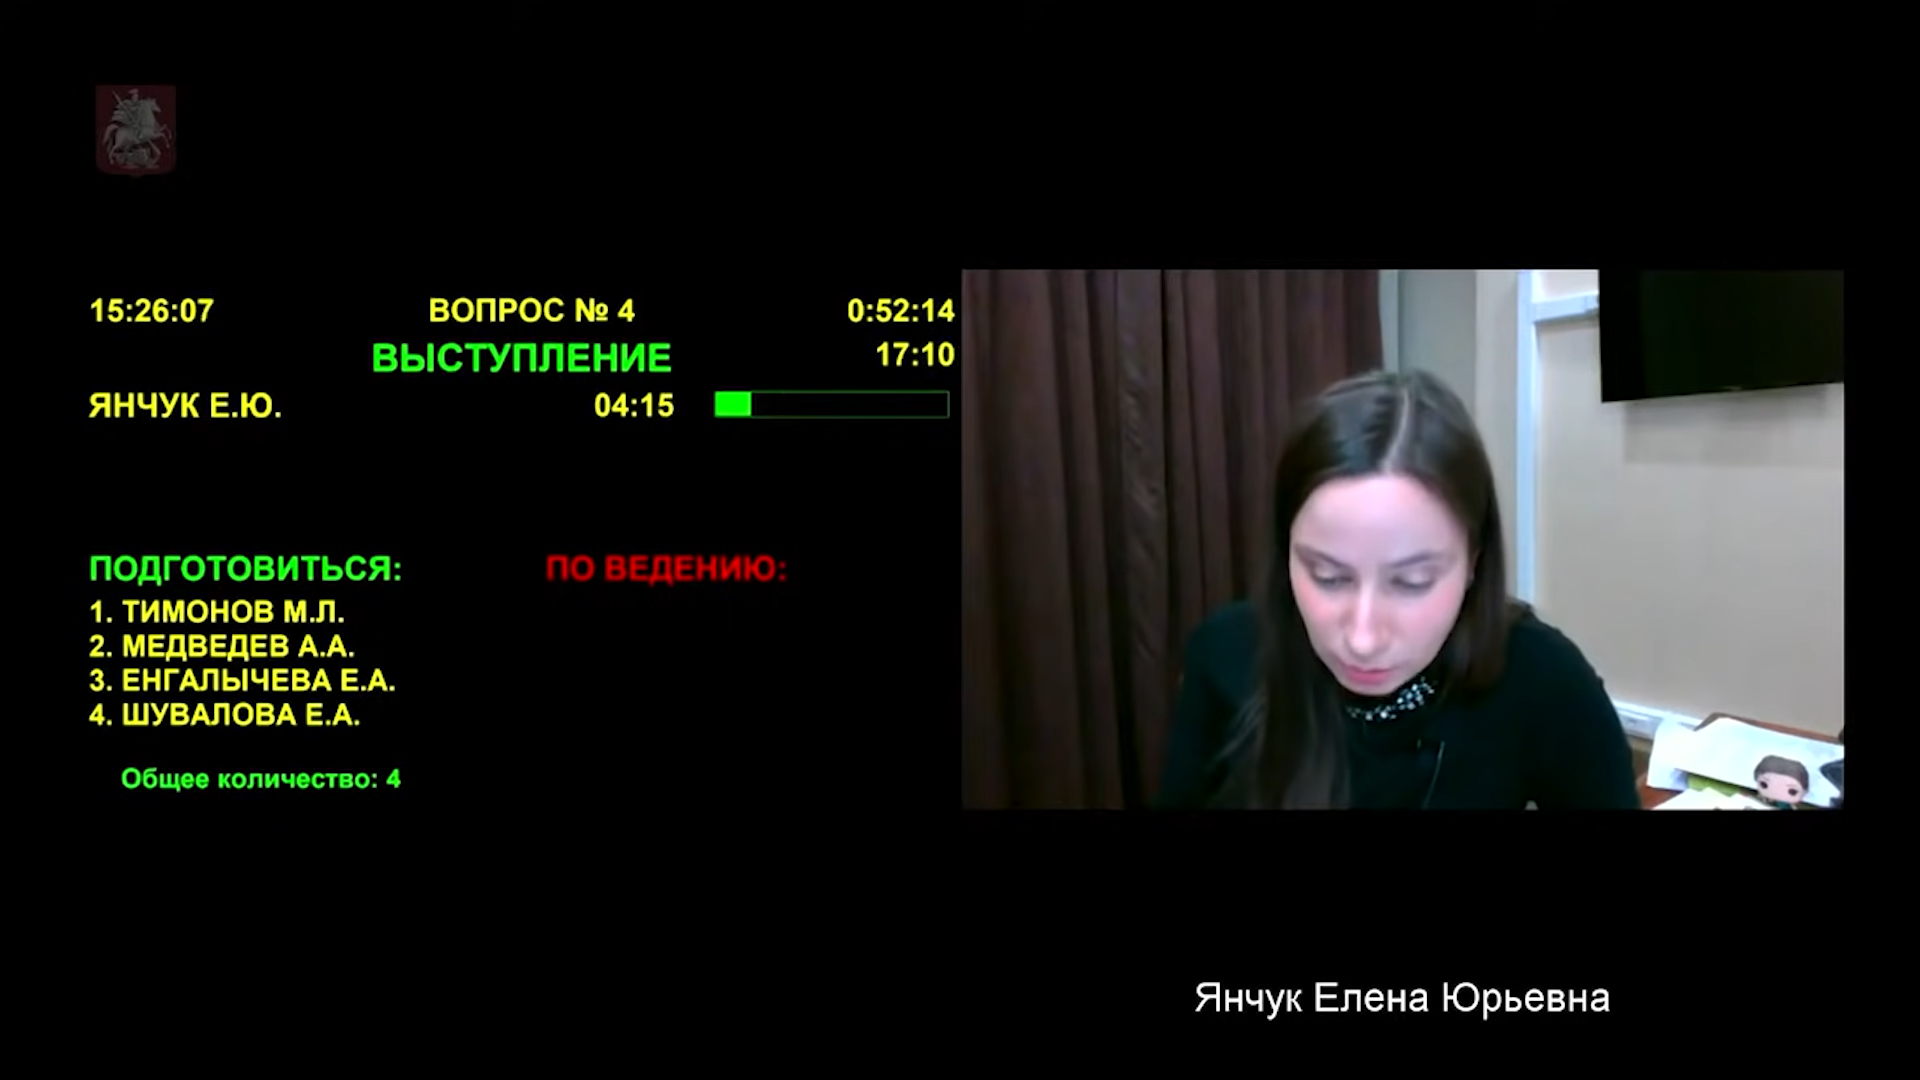 15:26:07 ВОПРОС № 4 0:52:14
ВЫСТУПЛЕНИЕ 17:10
ЯНЧУК Е.Ю. 04:15
ПОДГОТОВИТЬСЯ: ПО ВЕДЕНИЮ:
1. ТИМОНОВ М.Л.
2. МЕДВЕДЕВ А.А.
3. ЕНГАЛЫЧЕВА Е.А.
4. ШУВАЛОВА Е.А.
Общее количество: 4
Янчук Елена Юрьевна